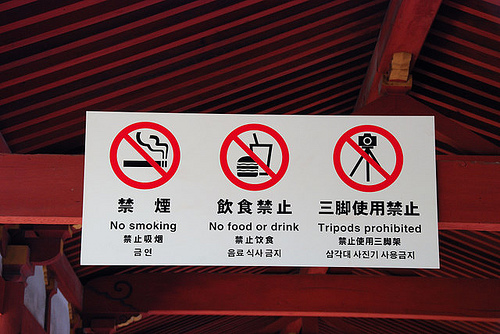 禁煙
No smoking
禁止吸烟
금연
飲食禁止
No food or drink
禁止饮食
음료 식사 금지
三脚使用禁止
Tripods prohibited
禁止使用三脚架
삼각대 사진기 사용금지